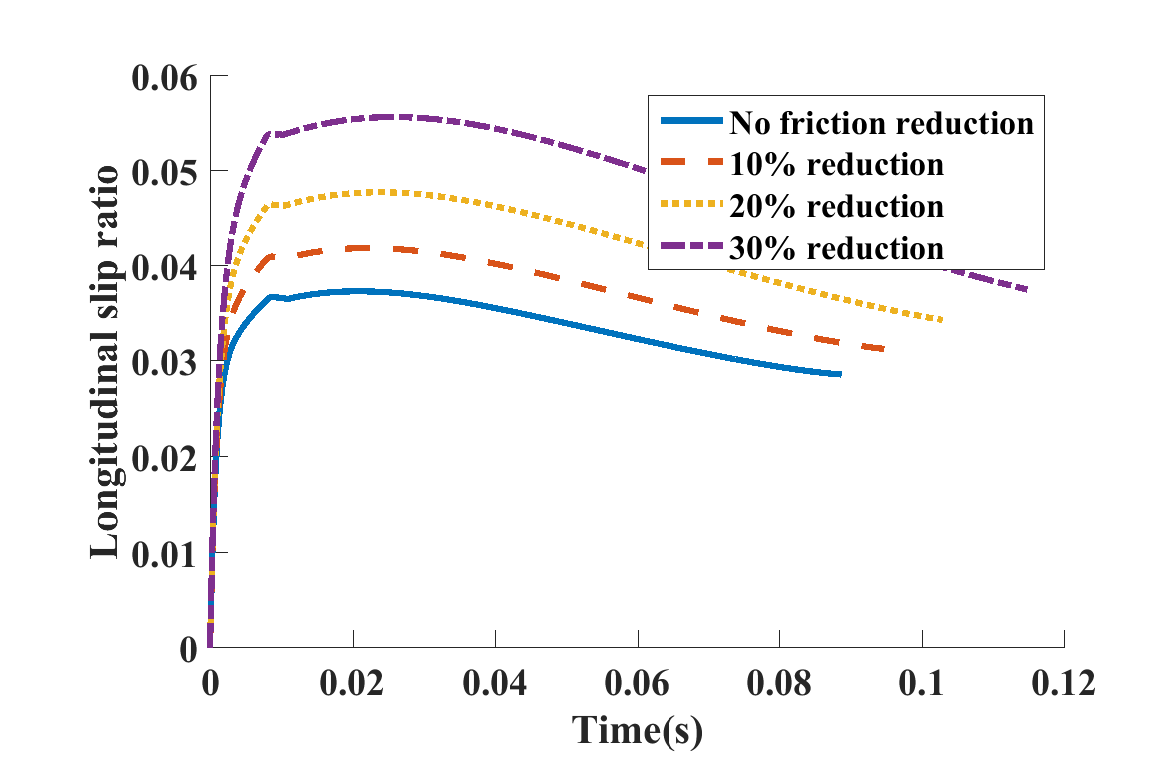 0.06
0.05
0.04
0.03
0.02
0.01
0
Longitudinal slip ratio
No friction reduction
10% reduction
20% reduction
30% reduction
0 0.02 0.04 0.06 0.08 0.1 0.12
Time(s)